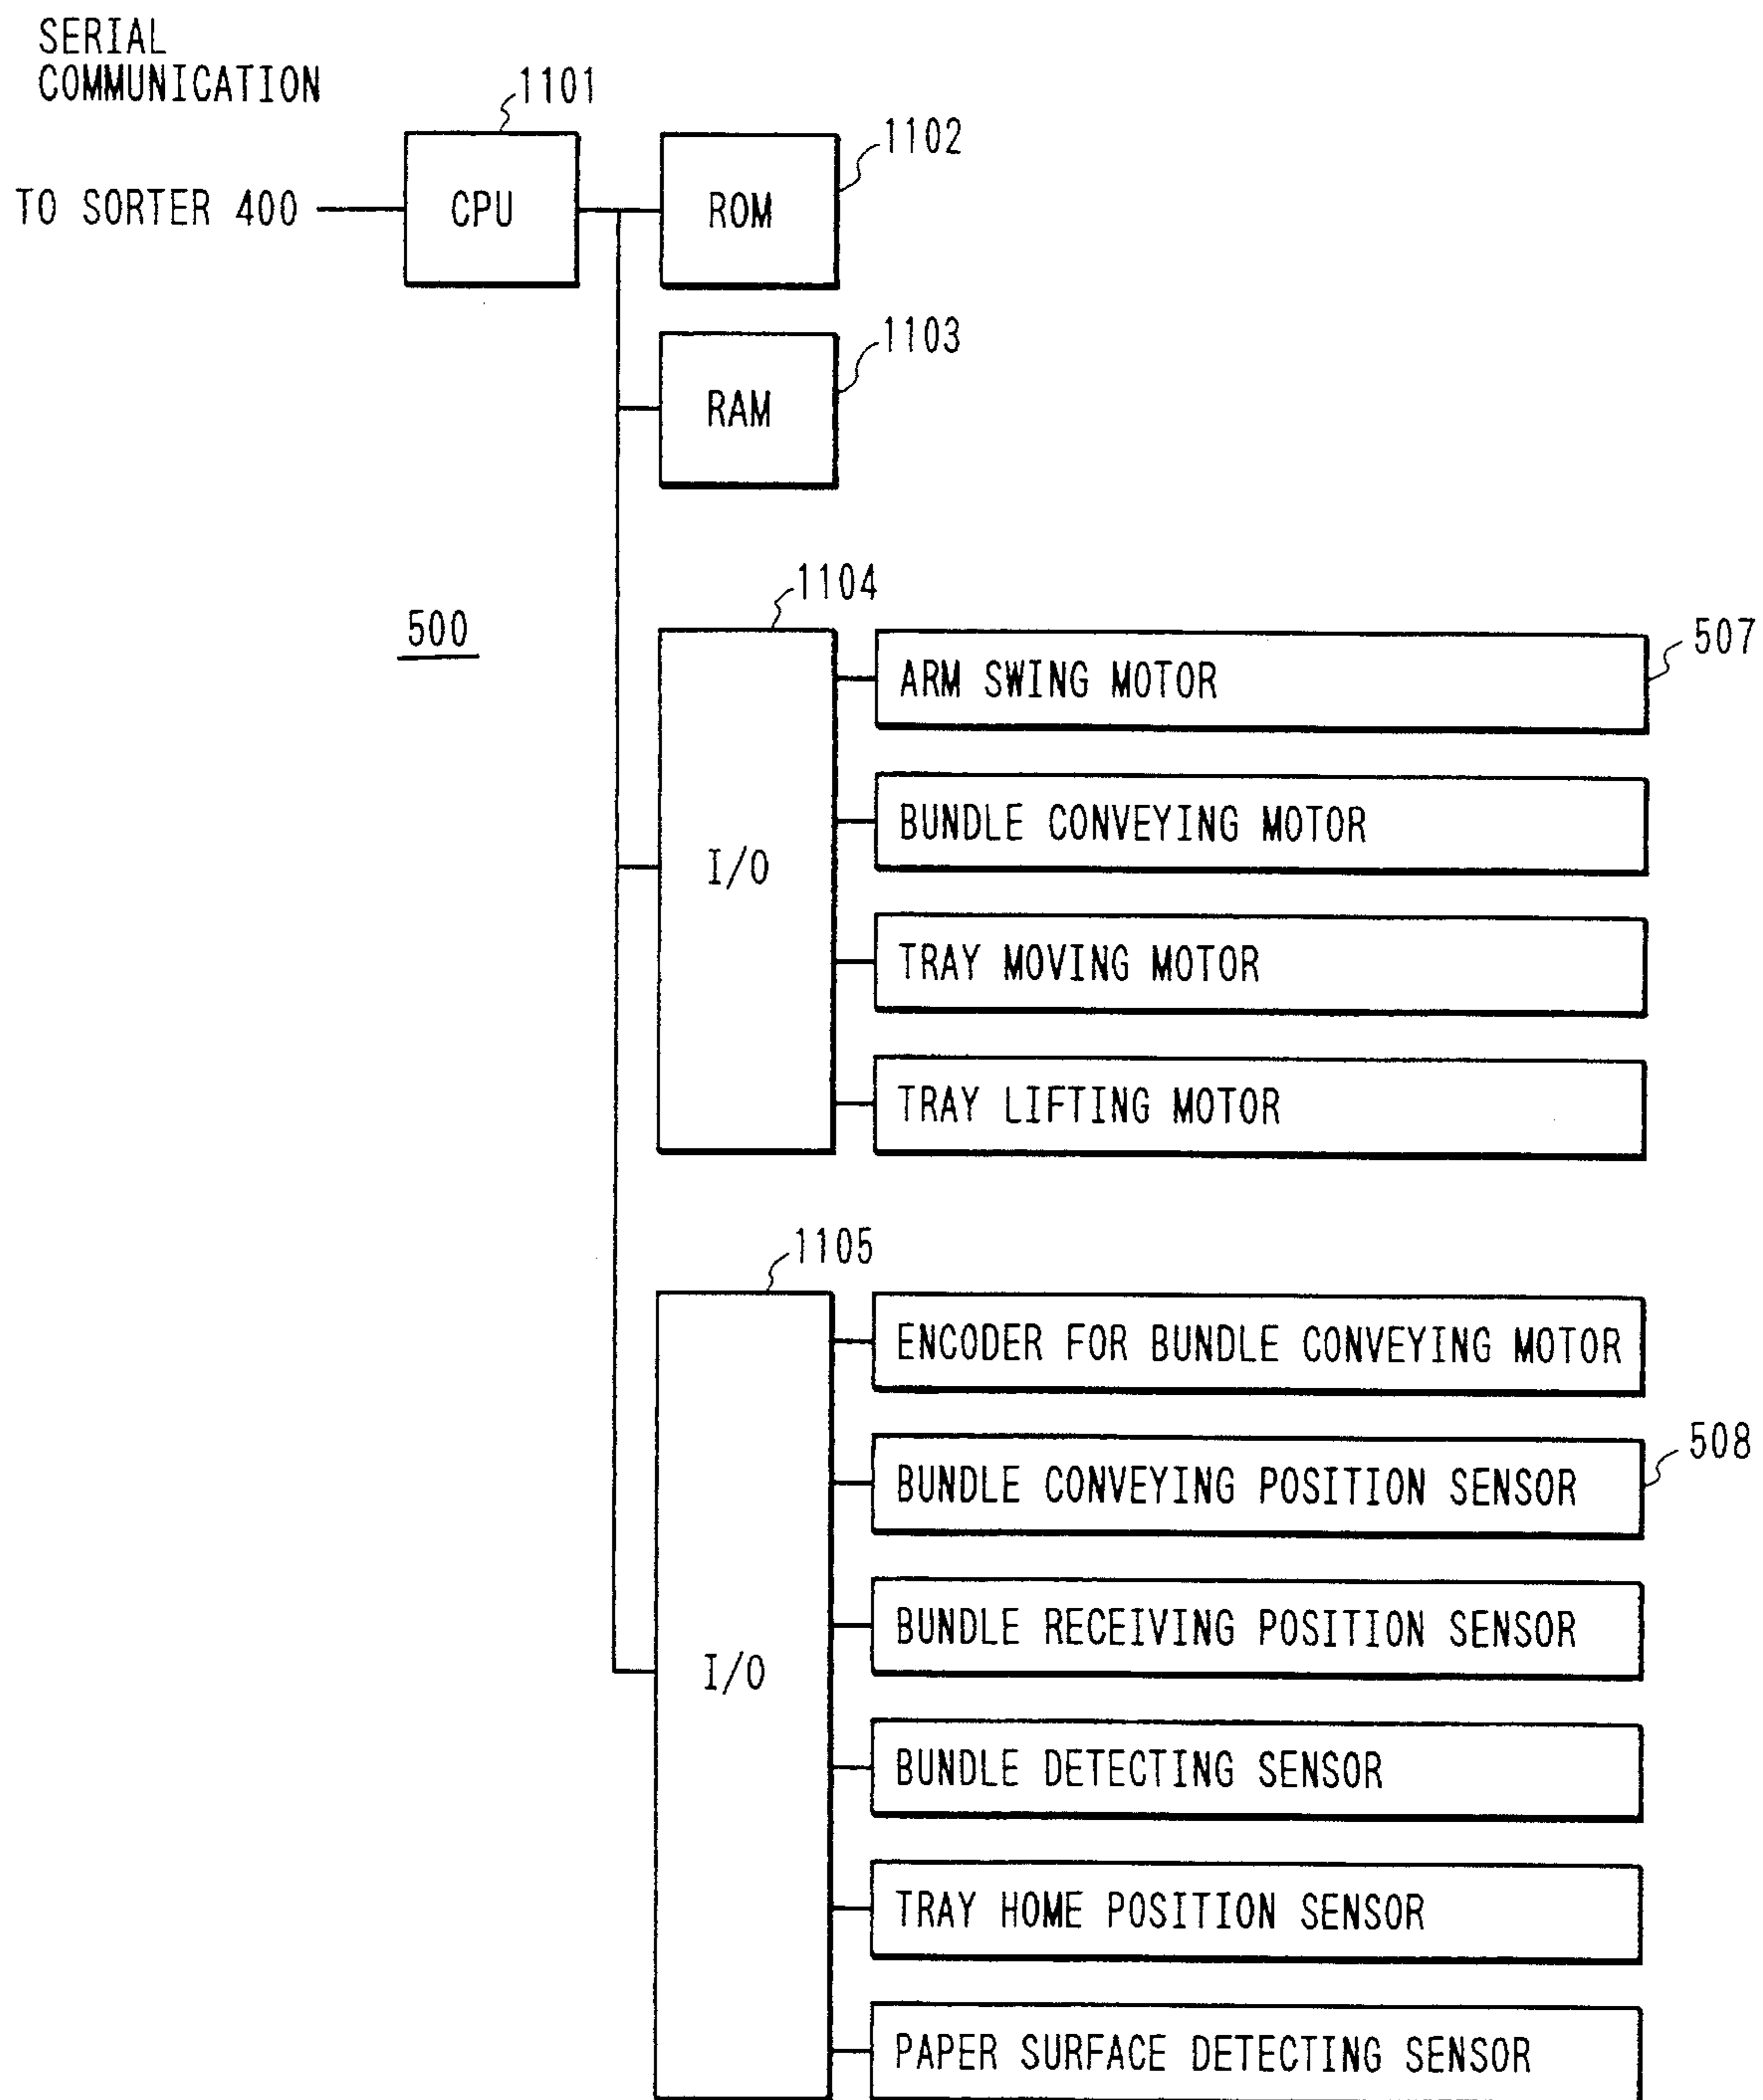 SERIAL
COMMUNICATION
1101
1102
TO SORTER 400
CPU
ROM
1103
RAM
1104
500
507
ARM SWING MOTOR
BUNDLE CONVEYING MOTOR
I/O
TRAY MOVING MOTOR
TRAY LIFTING MOTOR
1105
ENCODER FOR BUNDLE CONVEYING MOTOR
508
BUNDLE CONVEYING POSITION SENSOR
BUNDLE RECEIVING POSITION SENSOR
I/O
BUNDLE DETECTING SENSOR
TRAY HOME POSITION SENSOR
PAPER SURFACE DETECTING SENSOR